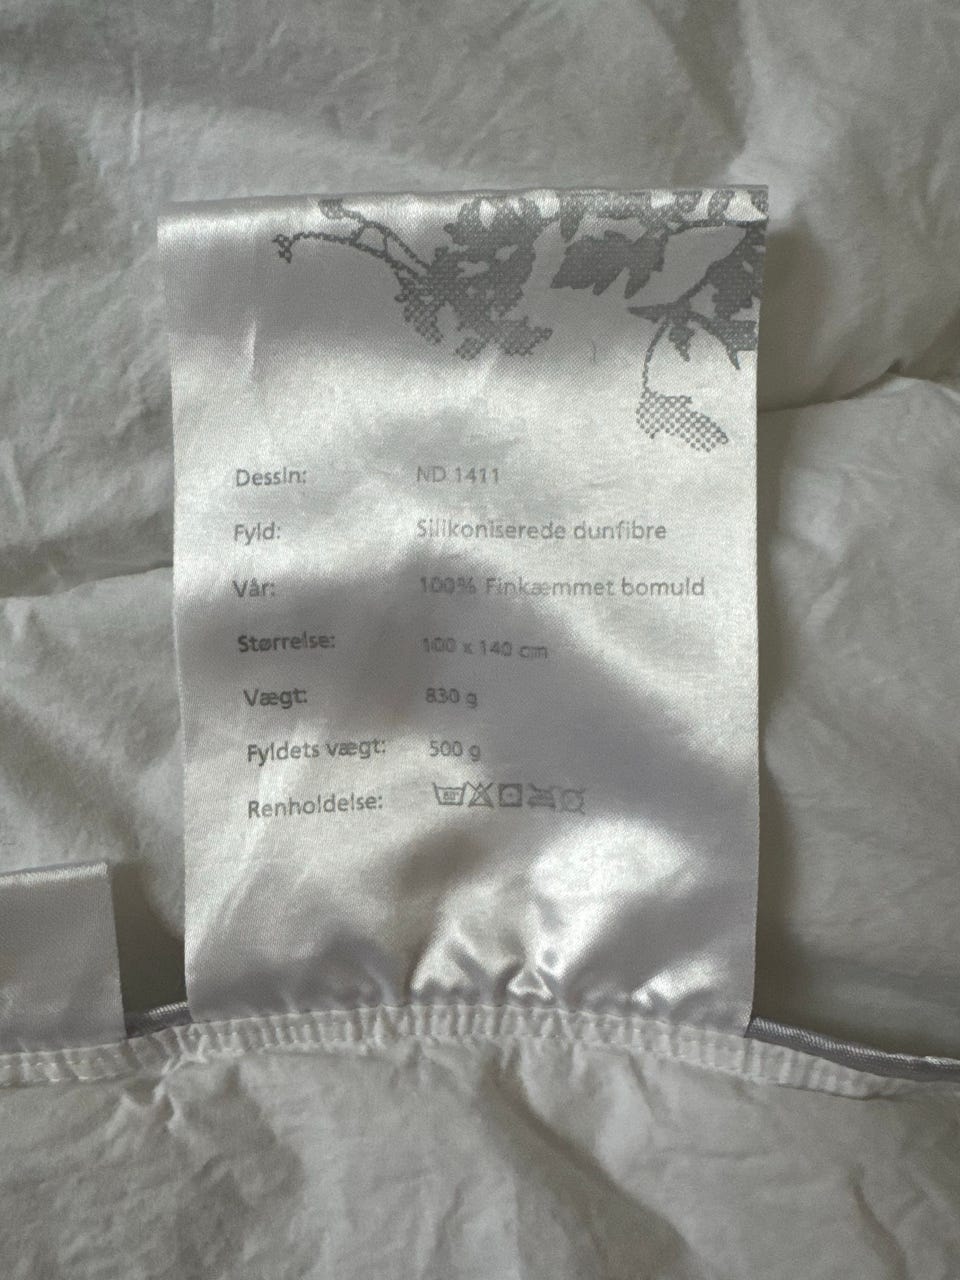 Dessin: ND 1411
Fyld: Silikoniserede dunfibre
Vår: 100% Finkæmmet bomuld
Størrelse: 100 x 140 cm
Vægt: 830 g
Fyldets vægt: 500 g
Renholdelse: